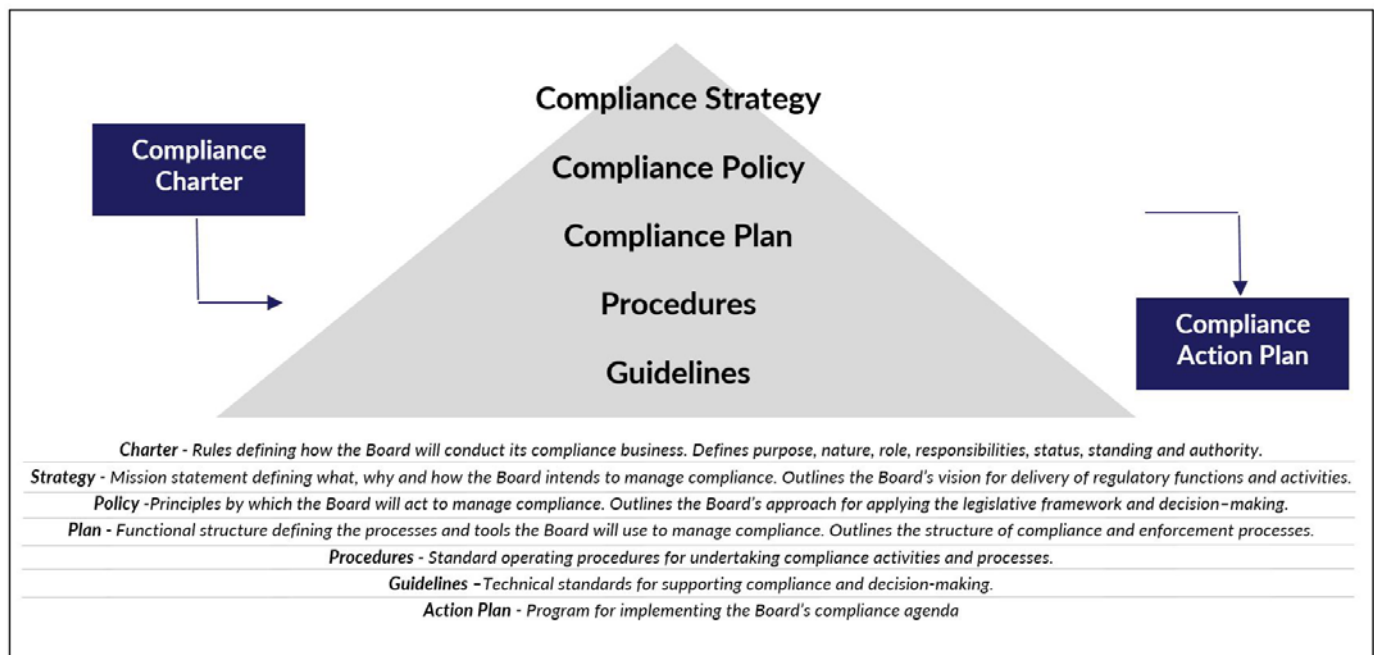 Compliance Strategy
Compliance
Charter
Compliance Policy
Compliance Plan
Procedures
Compliance
Action Plan
Guidelines
Charter - Rules defining how the Board will conduct its compliance business. Defines purpose, nature, role, responsibilities, status, standing and authority.
Strategy - Mission statement defining what, why and how the Board intends to manage compliance. Outlines the Board's vision for delivery of regulatory functions and activities.
Policy -Principles by which the Board will act to manage compliance. Outlines the Board's approach for applying the legislative framework and decision–making.
Plan - Functional structure defining the processes and tools the Board will use to manage compliance. Outlines the structure of compliance and enforcement processes.
Procedures - Standard operating procedures for undertaking compliance activities and processes.
Guidelines –Technical standards for supporting compliance and decision-making.
Action Plan - Program for implementing the Board's compliance agenda